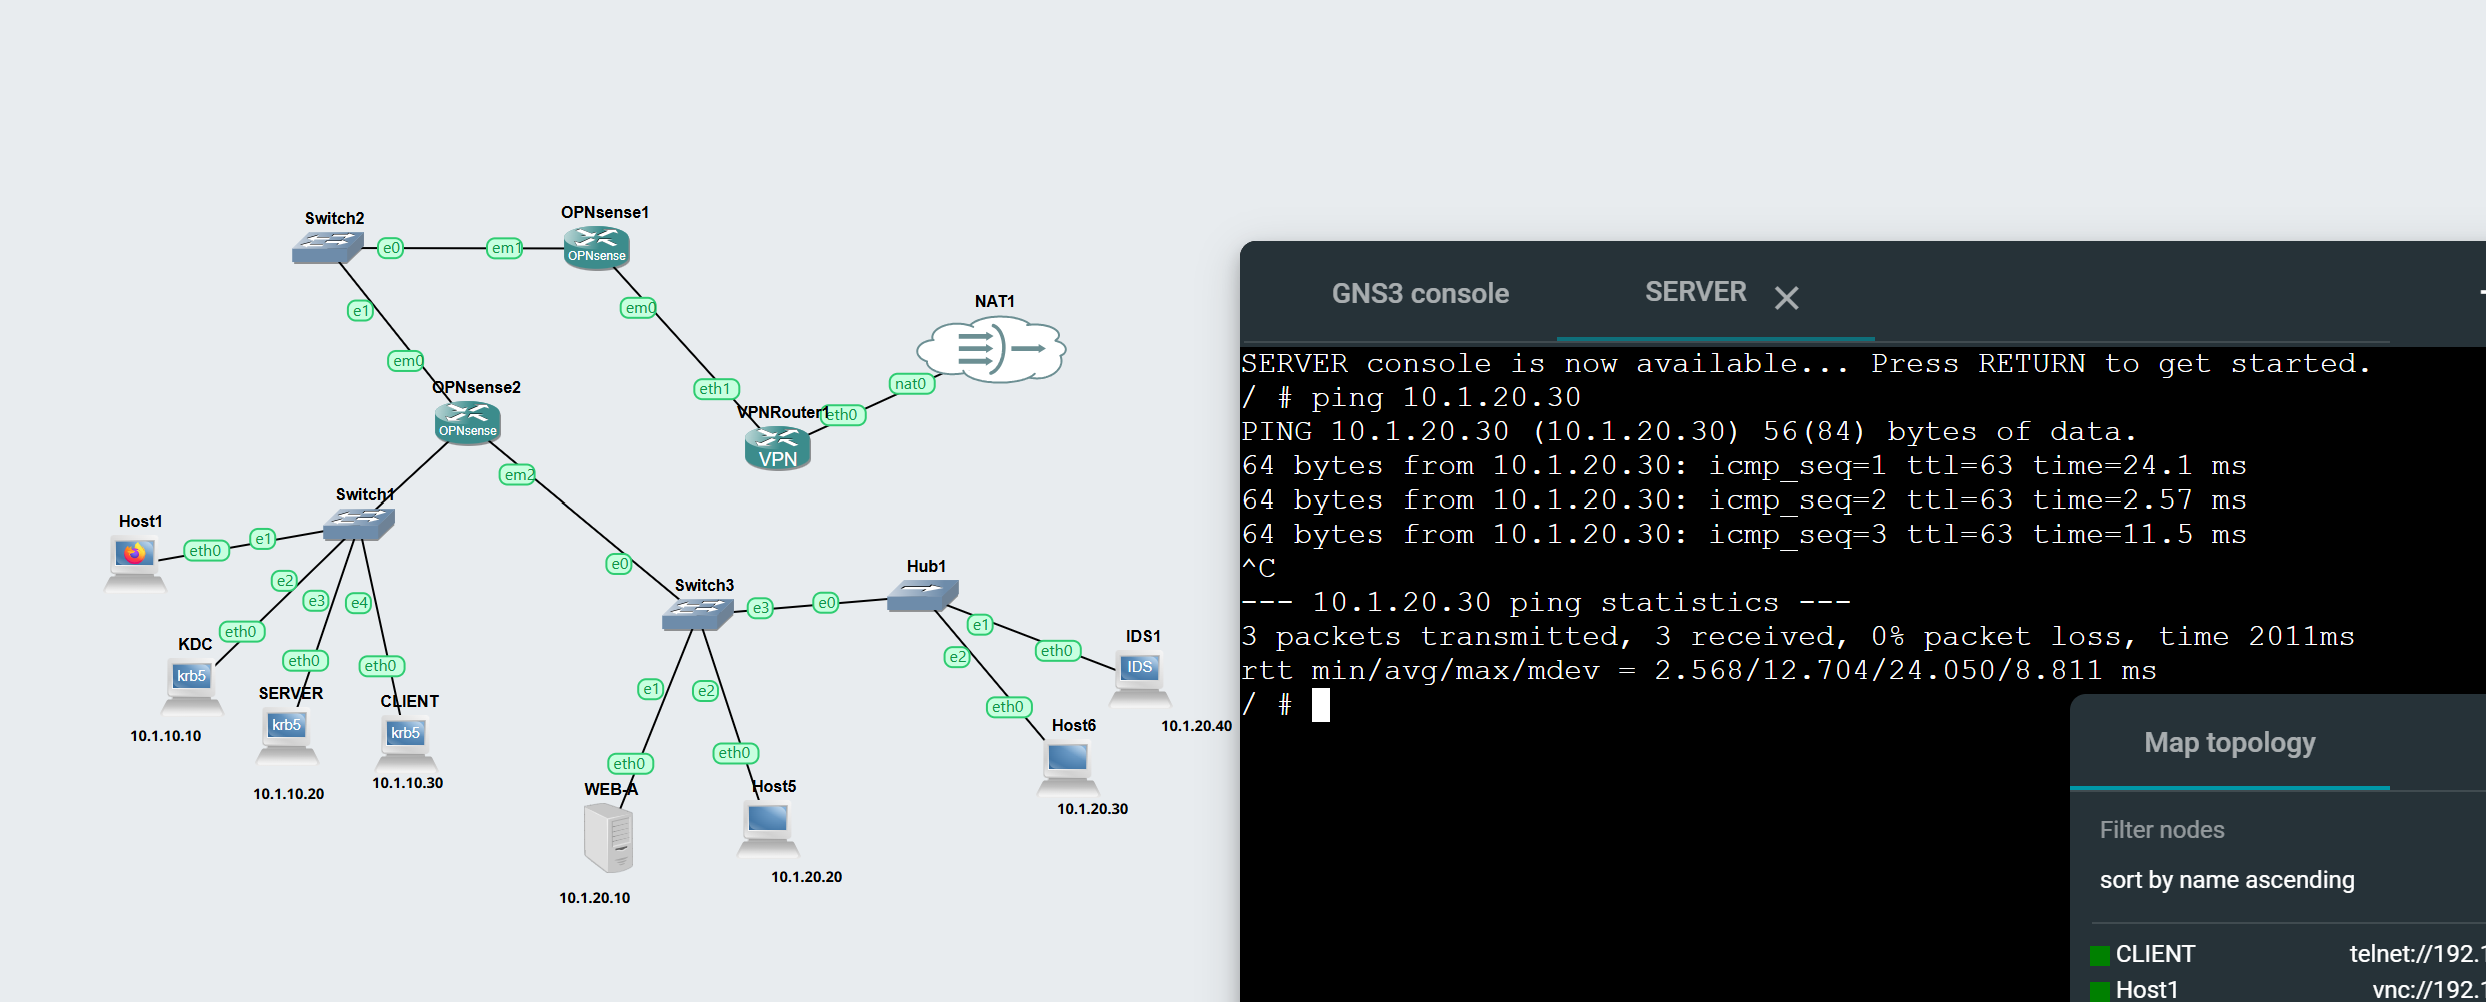 Switch2
OPNsense1
e0
em1
OPNsense
e1
em0
NAT1
em0
OPNsense2
eth1
nat0
VPNRouter1
eth0
OPNsense
VPN
em2
Switch1
Host1
eth0
e1
e2
e3
e4
e0
KDC
eth0
krb5
10.1.10.10
SERVER
eth0
krb5
10.1.10.20
CLIENT
eth0
krb5
10.1.10.30
Switch3
e3
e0
Hub1
e1
e2
e1
e2
eth0
IDS1
IDS
10.1.20.40
eth0
Host6
10.1.20.30
eth0
WEB-A
10.1.20.10
eth0
Host5
10.1.20.20
GNS3 console
SERVER
SERVER console is now available... Press RETURN to get started.
/ # ping 10.1.20.30
PING 10.1.20.30 (10.1.20.30) 56(84) bytes of data.
64 bytes from 10.1.20.30: icmp_seq=1 ttl=63 time=24.1 ms
64 bytes from 10.1.20.30: icmp_seq=2 ttl=63 time=2.57 ms
64 bytes from 10.1.20.30: icmp_seq=3 ttl=63 time=11.5 ms
^C
--- 10.1.20.30 ping statistics ---
3 packets transmitted, 3 received, 0% packet loss, time 2011ms
rtt min/avg/max/mdev = 2.568/12.704/24.050/8.811 ms
/ #
Map topology
Filter nodes
sort by name ascending
CLIENT telnet://192.1
Host1 vnc://192.1